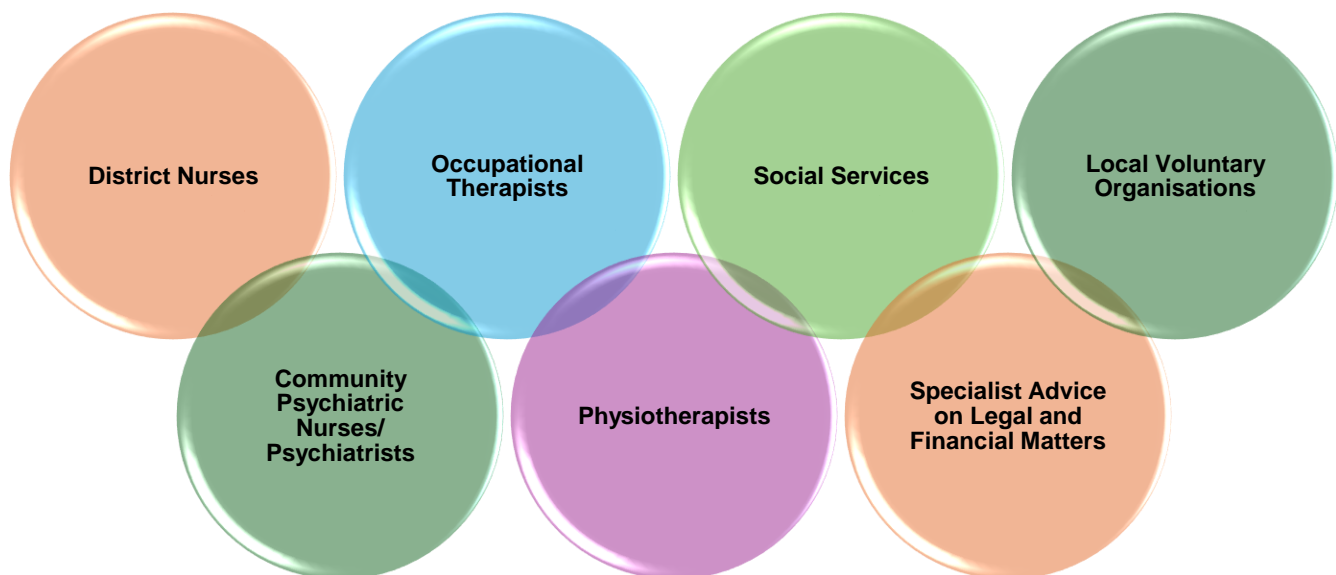 District Nurses
Occupational
Therapists
Social Services
Local Voluntary
Organisations
Community
Psychiatric
Nurses/
Psychiatrists
Physiotherapists
Specialist Advice
on Legal and
Financial Matters